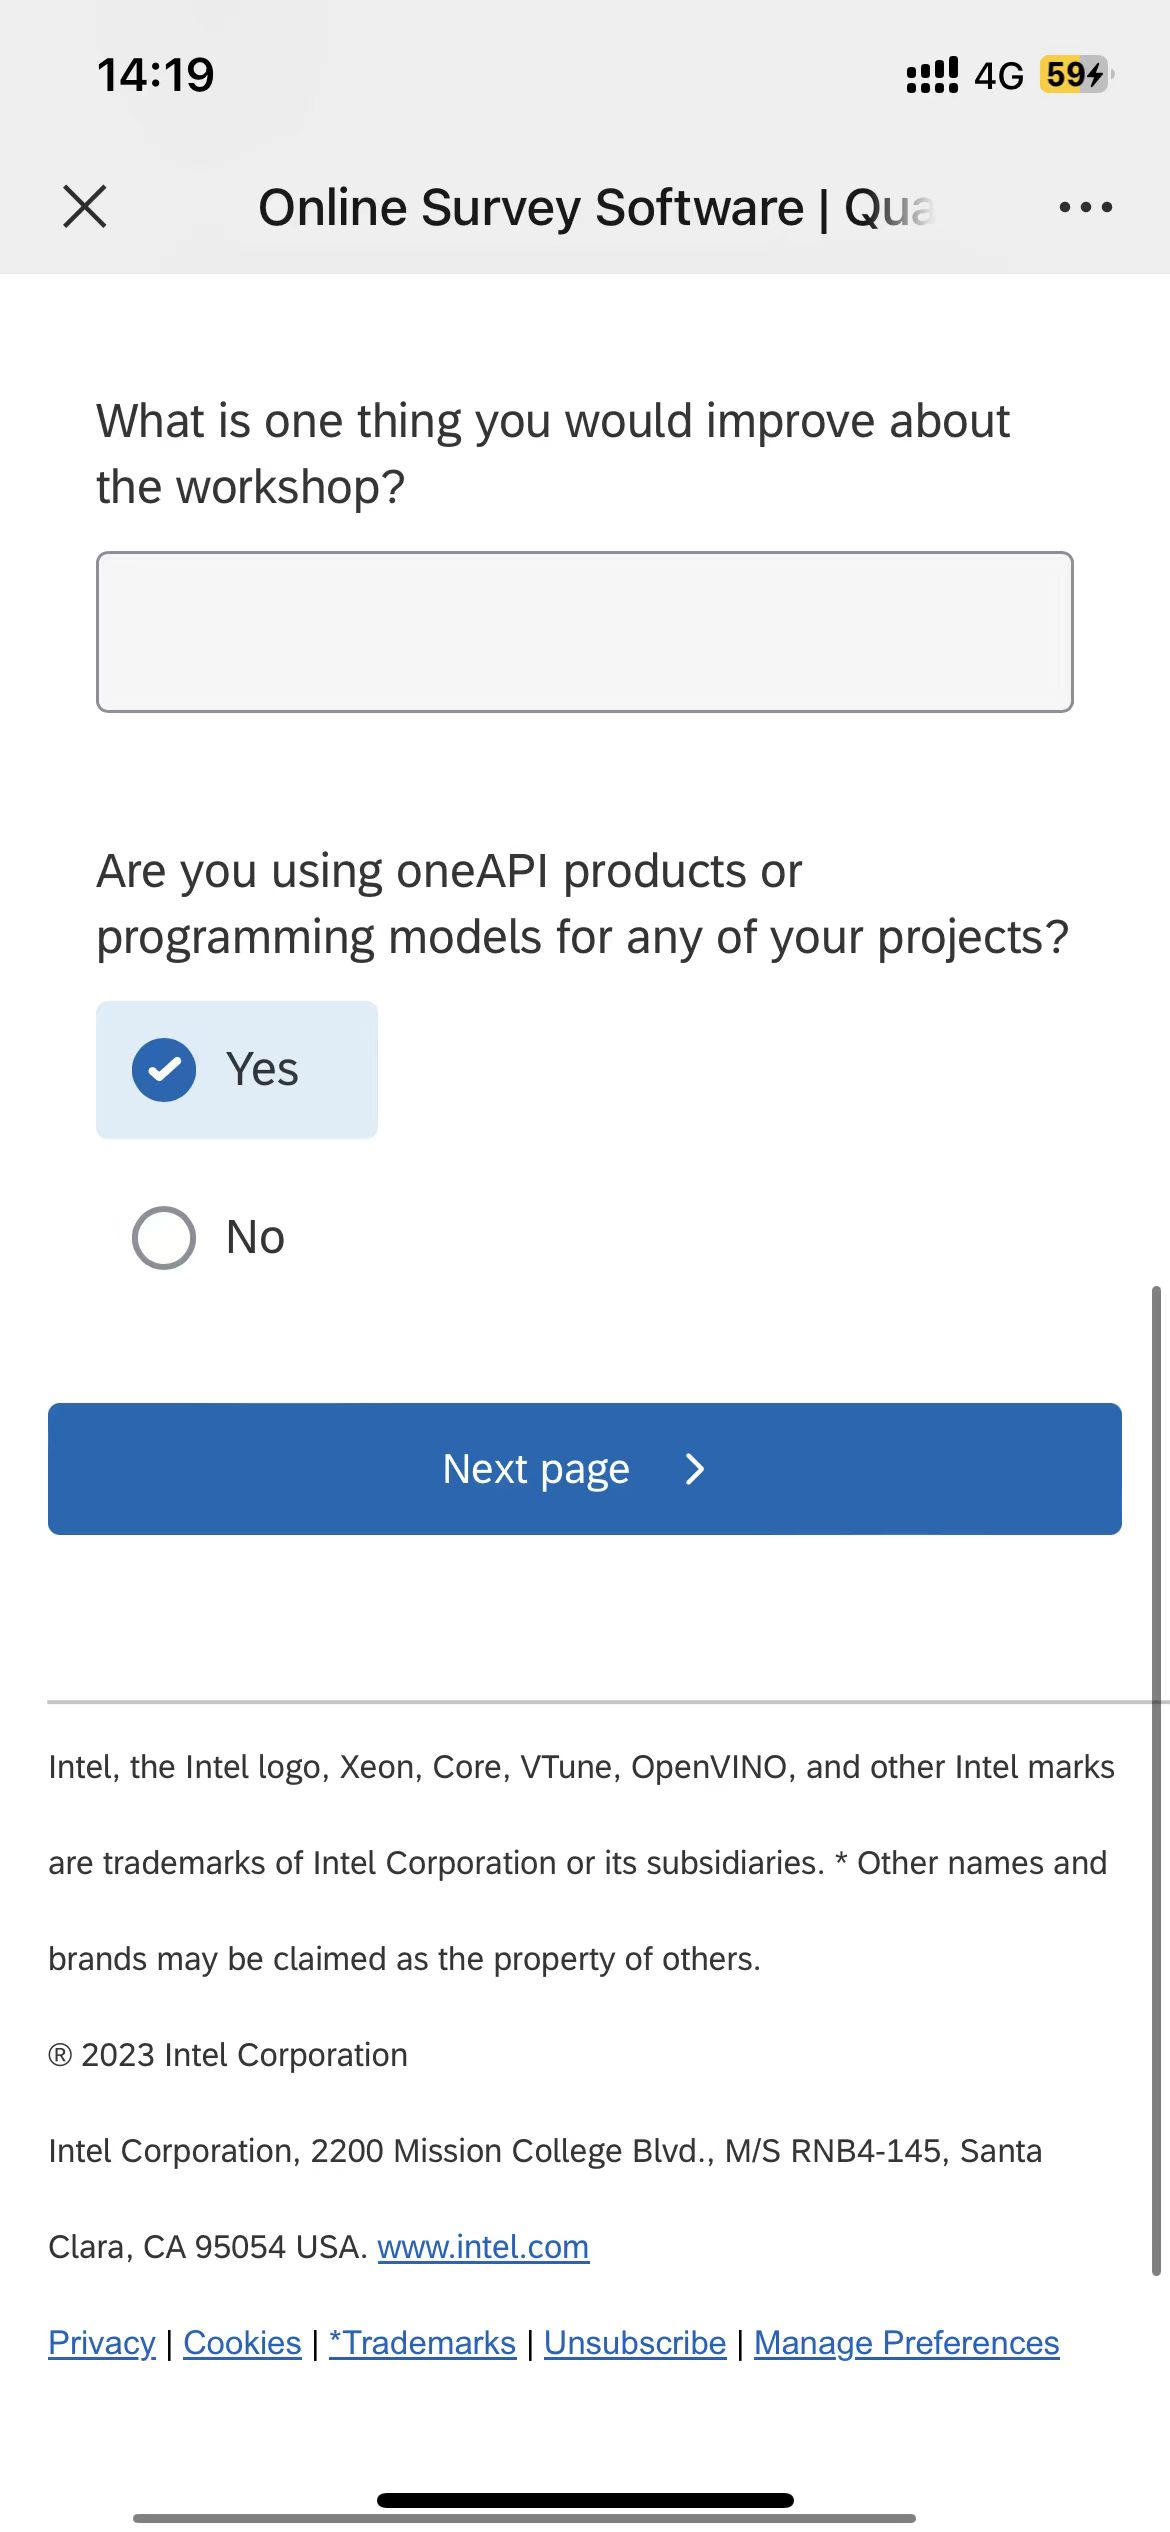 14:19
4G 59
Online Survey Software | Qua
What is one thing you would improve about
the workshop?
Are you using oneAPI products or
programming models for any of your projects?
Yes
No
Next page
Intel, the Intel logo, Xeon, Core, VTune, OpenVINO, and other Intel marks
are trademarks of Intel Corporation or its subsidiaries. * Other names and
brands may be claimed as the property of others.
® 2023 Intel Corporation
Intel Corporation, 2200 Mission College Blvd., M/S RNB4-145, Santa
Clara, CA 95054 USA. www.intel.com
Privacy | Cookies | *Trademarks | Unsubscribe | Manage Preferences